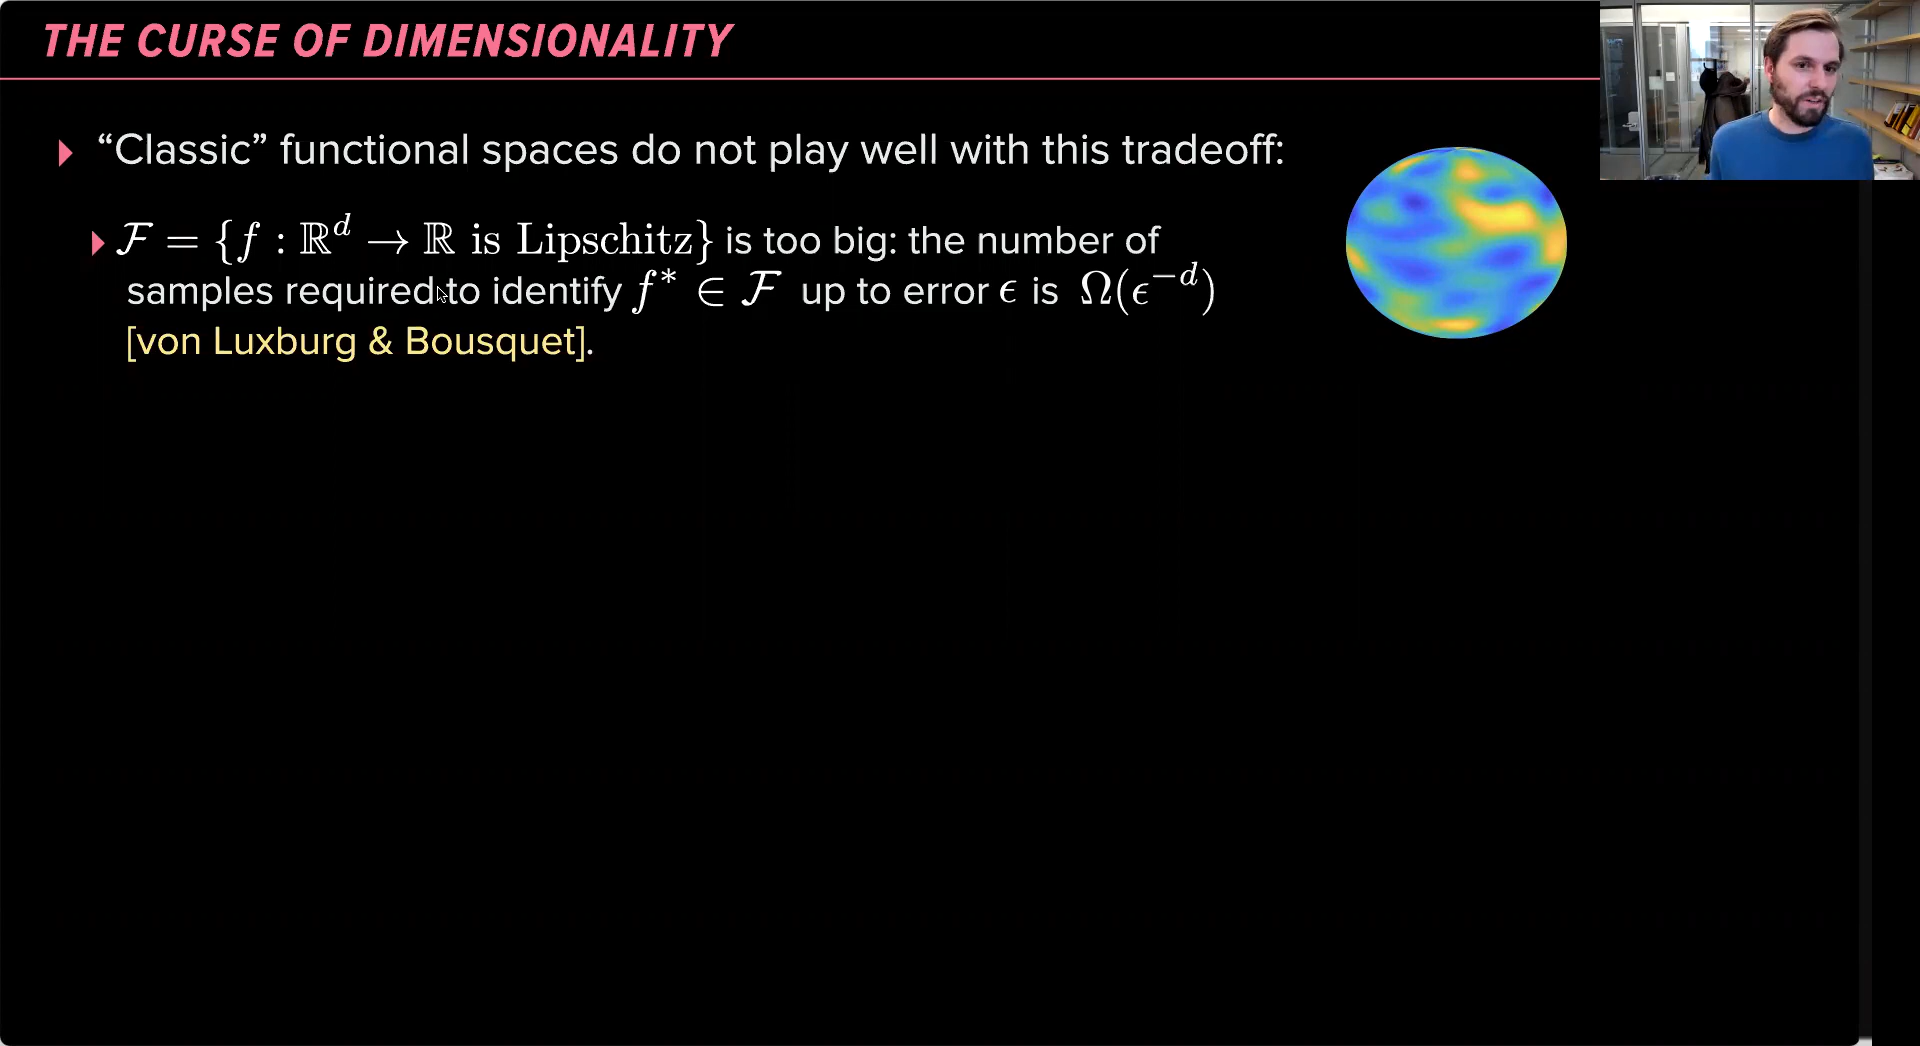 THE CURSE OF DIMENSIONALITY
“Classic” functional spaces do not play well with this tradeoff:
ℱ = {f : ℝ^d → ℝ is Lipschitz} is too big: the number of
samples required to identify f* ∈ ℱ up to error ϵ is Ω(ϵ^{−d})
[von Luxburg & Bousquet].